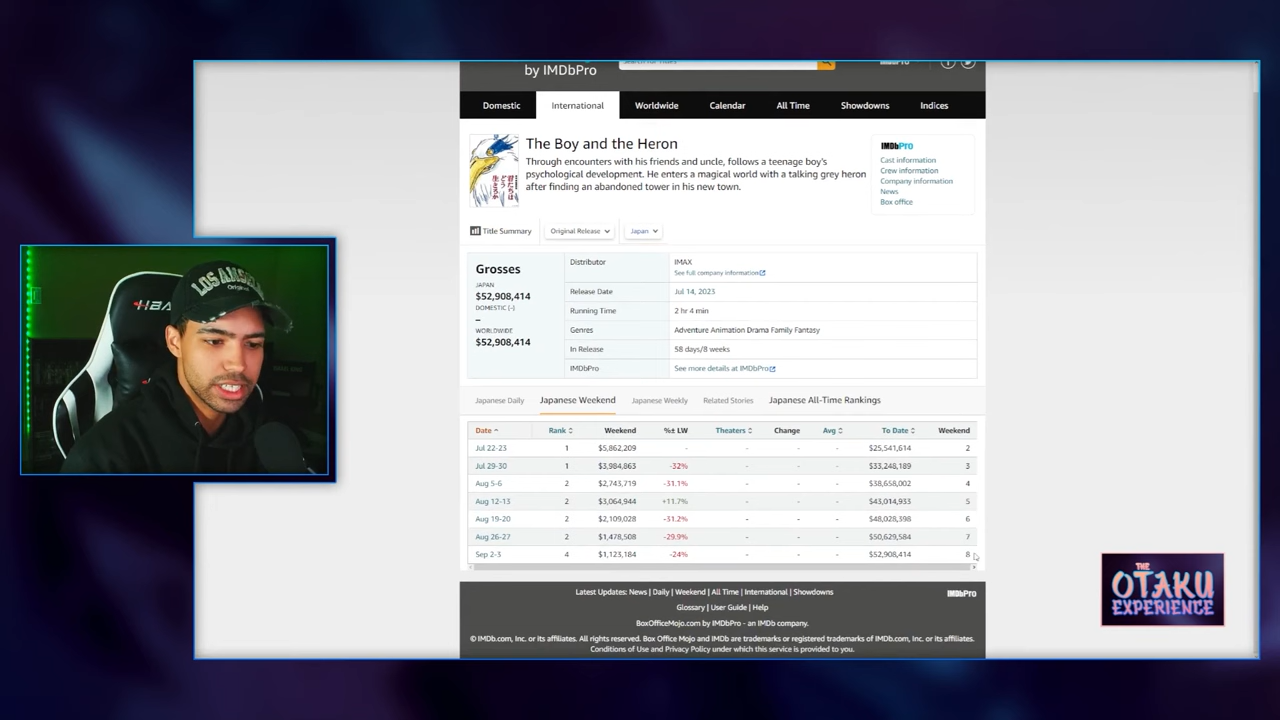 by IMDbPro
IMDbPro
Domestic
International
Worldwide
Calendar
All Time
Showdowns
Indices
The Boy and the Heron
Through encounters with his friends and uncle, follows a teenage boy's
psychological development. He enters a magical world with a talking grey heron
after finding an abandoned tower in his new town.
IMDbPro
Cast information
Crew information
Company information
News
Box office
Title Summary
Original Release
Japan
Grosses
JAPAN
$52,908,414
DOMESTIC (-)
–
WORLDWIDE
$52,908,414
Distributor IMAX
See full company information
Release Date Jul 14, 2023
Running Time 2 hr 4 min
Genres Adventure Animation Drama Family Fantasy
In Release 58 days/8 weeks
IMDbPro See more details at IMDbPro
Japanese Daily Japanese Weekend Japanese Weekly Related Stories Japanese All-Time Rankings
Date Rank Weekend %± LW Theaters Change Avg To Date Weekend
Jul 22-23 1 $5,862,209 - - - - $25,541,614 2
Jul 29-30 1 $3,984,863 -32% - - - $33,248,189 3
Aug 5-6 2 $2,743,719 -31.1% - - - $38,658,002 4
Aug 12-13 2 $3,064,944 +11.7% - - - $43,014,933 5
Aug 19-20 2 $2,109,028 -31.2% - - - $48,028,398 6
Aug 26-27 2 $1,478,508 -29.9% - - - $50,629,584 7
Sep 2-3 4 $1,123,184 -24% - - - $52,908,414 8
Latest Updates: News | Daily | Weekend | All Time | International | Showdowns
Glossary | User Guide | Help
BoxOfficeMojo.com by IMDbPro - an IMDb company.
© IMDb.com, Inc. or its affiliates. All rights reserved. Box Office Mojo and IMDb are trademarks or registered trademarks of IMDb.com, Inc. or its affiliates.
Conditions of Use and Privacy Policy under which this service is provided to you.
IMDbPro
LOS ANGEL
Original
THE
OTAKU
EXPERIENCE